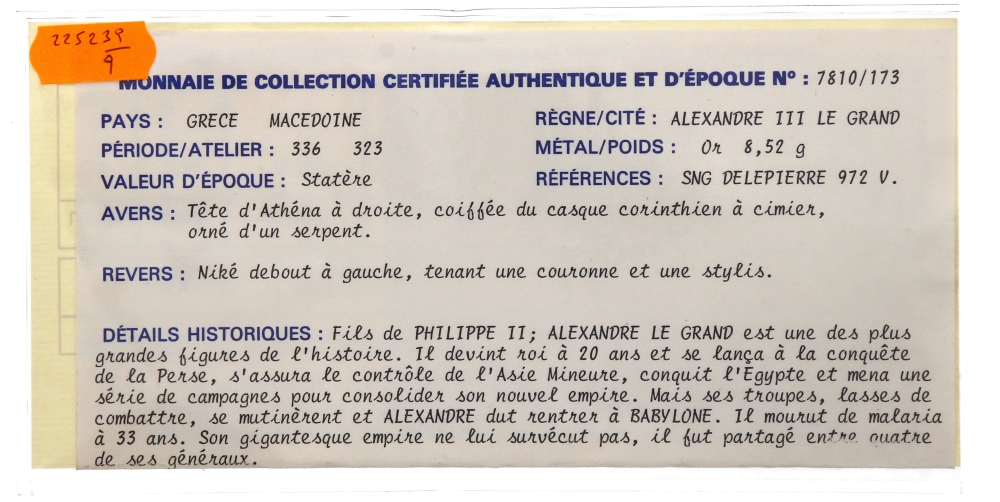 225239
9
MONNAIE DE COLLECTION CERTIFIÉE AUTHENTIQUE ET D'ÉPOQUE Nº : 7810/173
PAYS : GRECE MACEDOINE
RÈGNE/CITÉ : ALEXANDRE III LE GRAND
PÉRIODE/ATELIER : 336 323
MÉTAL/POIDS : Or 8,52 g
VALEUR D'ÉPOQUE : Statère
RÉFÉRENCES : SNG DELEPIERRE 972 V.
AVERS : Tête d'Athéna à droite, coiffée du casque corinthien à cimier,
orné d'un serpent.
REVERS : Niké debout à gauche, tenant une couronne et une stylis.
DÉTAILS HISTORIQUES : Fils de PHILIPPE II; ALEXANDRE LE GRAND est une des plus
grandes figures de l'histoire. Il devint roi à 20 ans et se lança à la conquête
de la Perse, s'assura le contrôle de l'Asie Mineure, conquit l'Egypte et mena une
série de campagnes pour consolider son nouvel empire. Mais ses troupes, lasses de
combattre, se mutinèrent et ALEXANDRE dut rentrer à BABYLONE. Il mourut de malaria
à 33 ans. Son gigantesque empire ne lui survécut pas, il fut partagé entre quatre
de ses généraux.